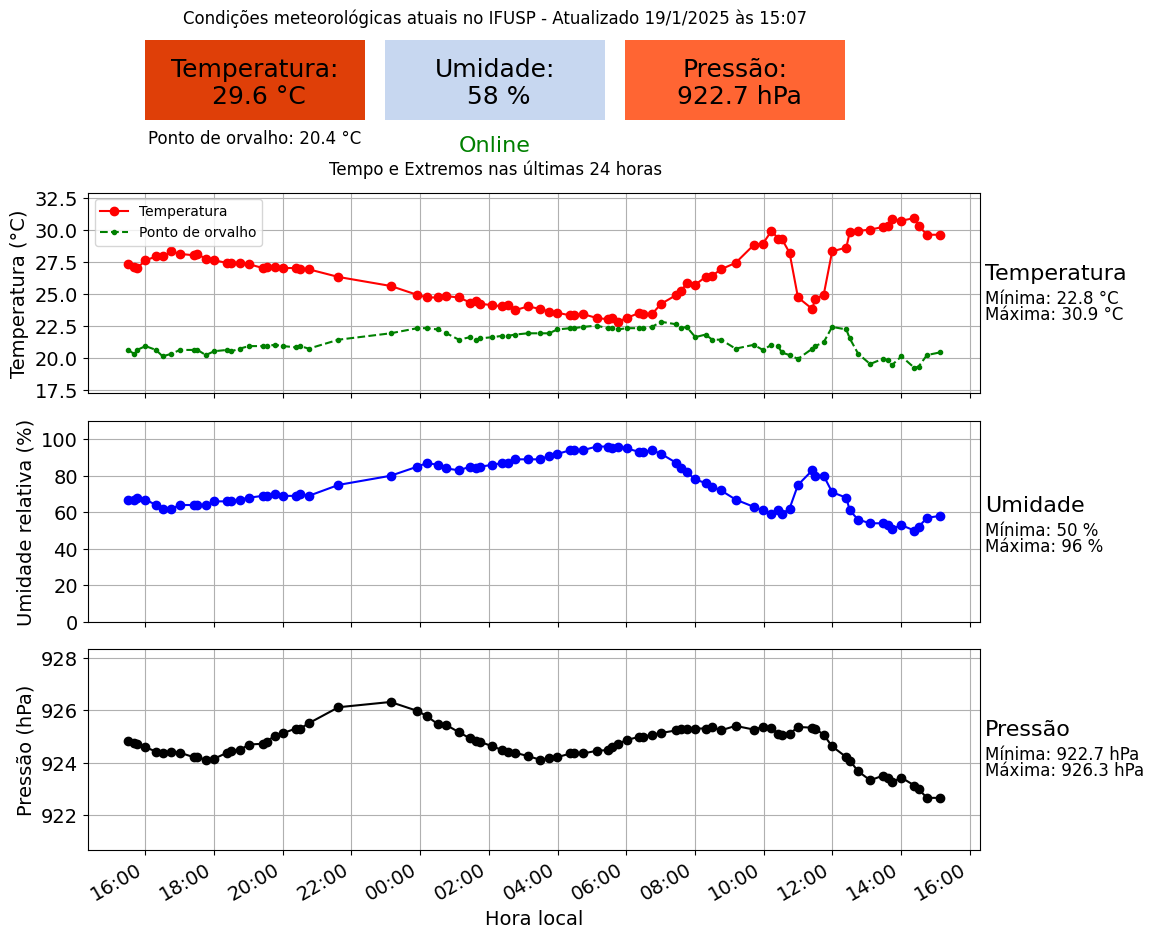 Condições meteorológicas atuais no IFUSP - Atualizado 19/1/2025 às 15:07
Temperatura:
29.6 °C
Umidade:
58 %
Pressão:
922.7 hPa
Ponto de orvalho: 20.4 °C
Online
Tempo e Extremos nas últimas 24 horas
Temperatura (°C)
32.5
30.0
27.5
25.0
22.5
20.0
17.5
Temperatura
Ponto de orvalho
Temperatura
Mínima: 22.8 °C
Máxima: 30.9 °C
Umidade relativa (%)
100
80
60
40
20
0
Umidade
Mínima: 50 %
Máxima: 96 %
Pressão (hPa)
928
926
924
922
Pressão
Mínima: 922.7 hPa
Máxima: 926.3 hPa
16:00 18:00 20:00 22:00 00:00 02:00 04:00 06:00 08:00 10:00 12:00 14:00 16:00
Hora local